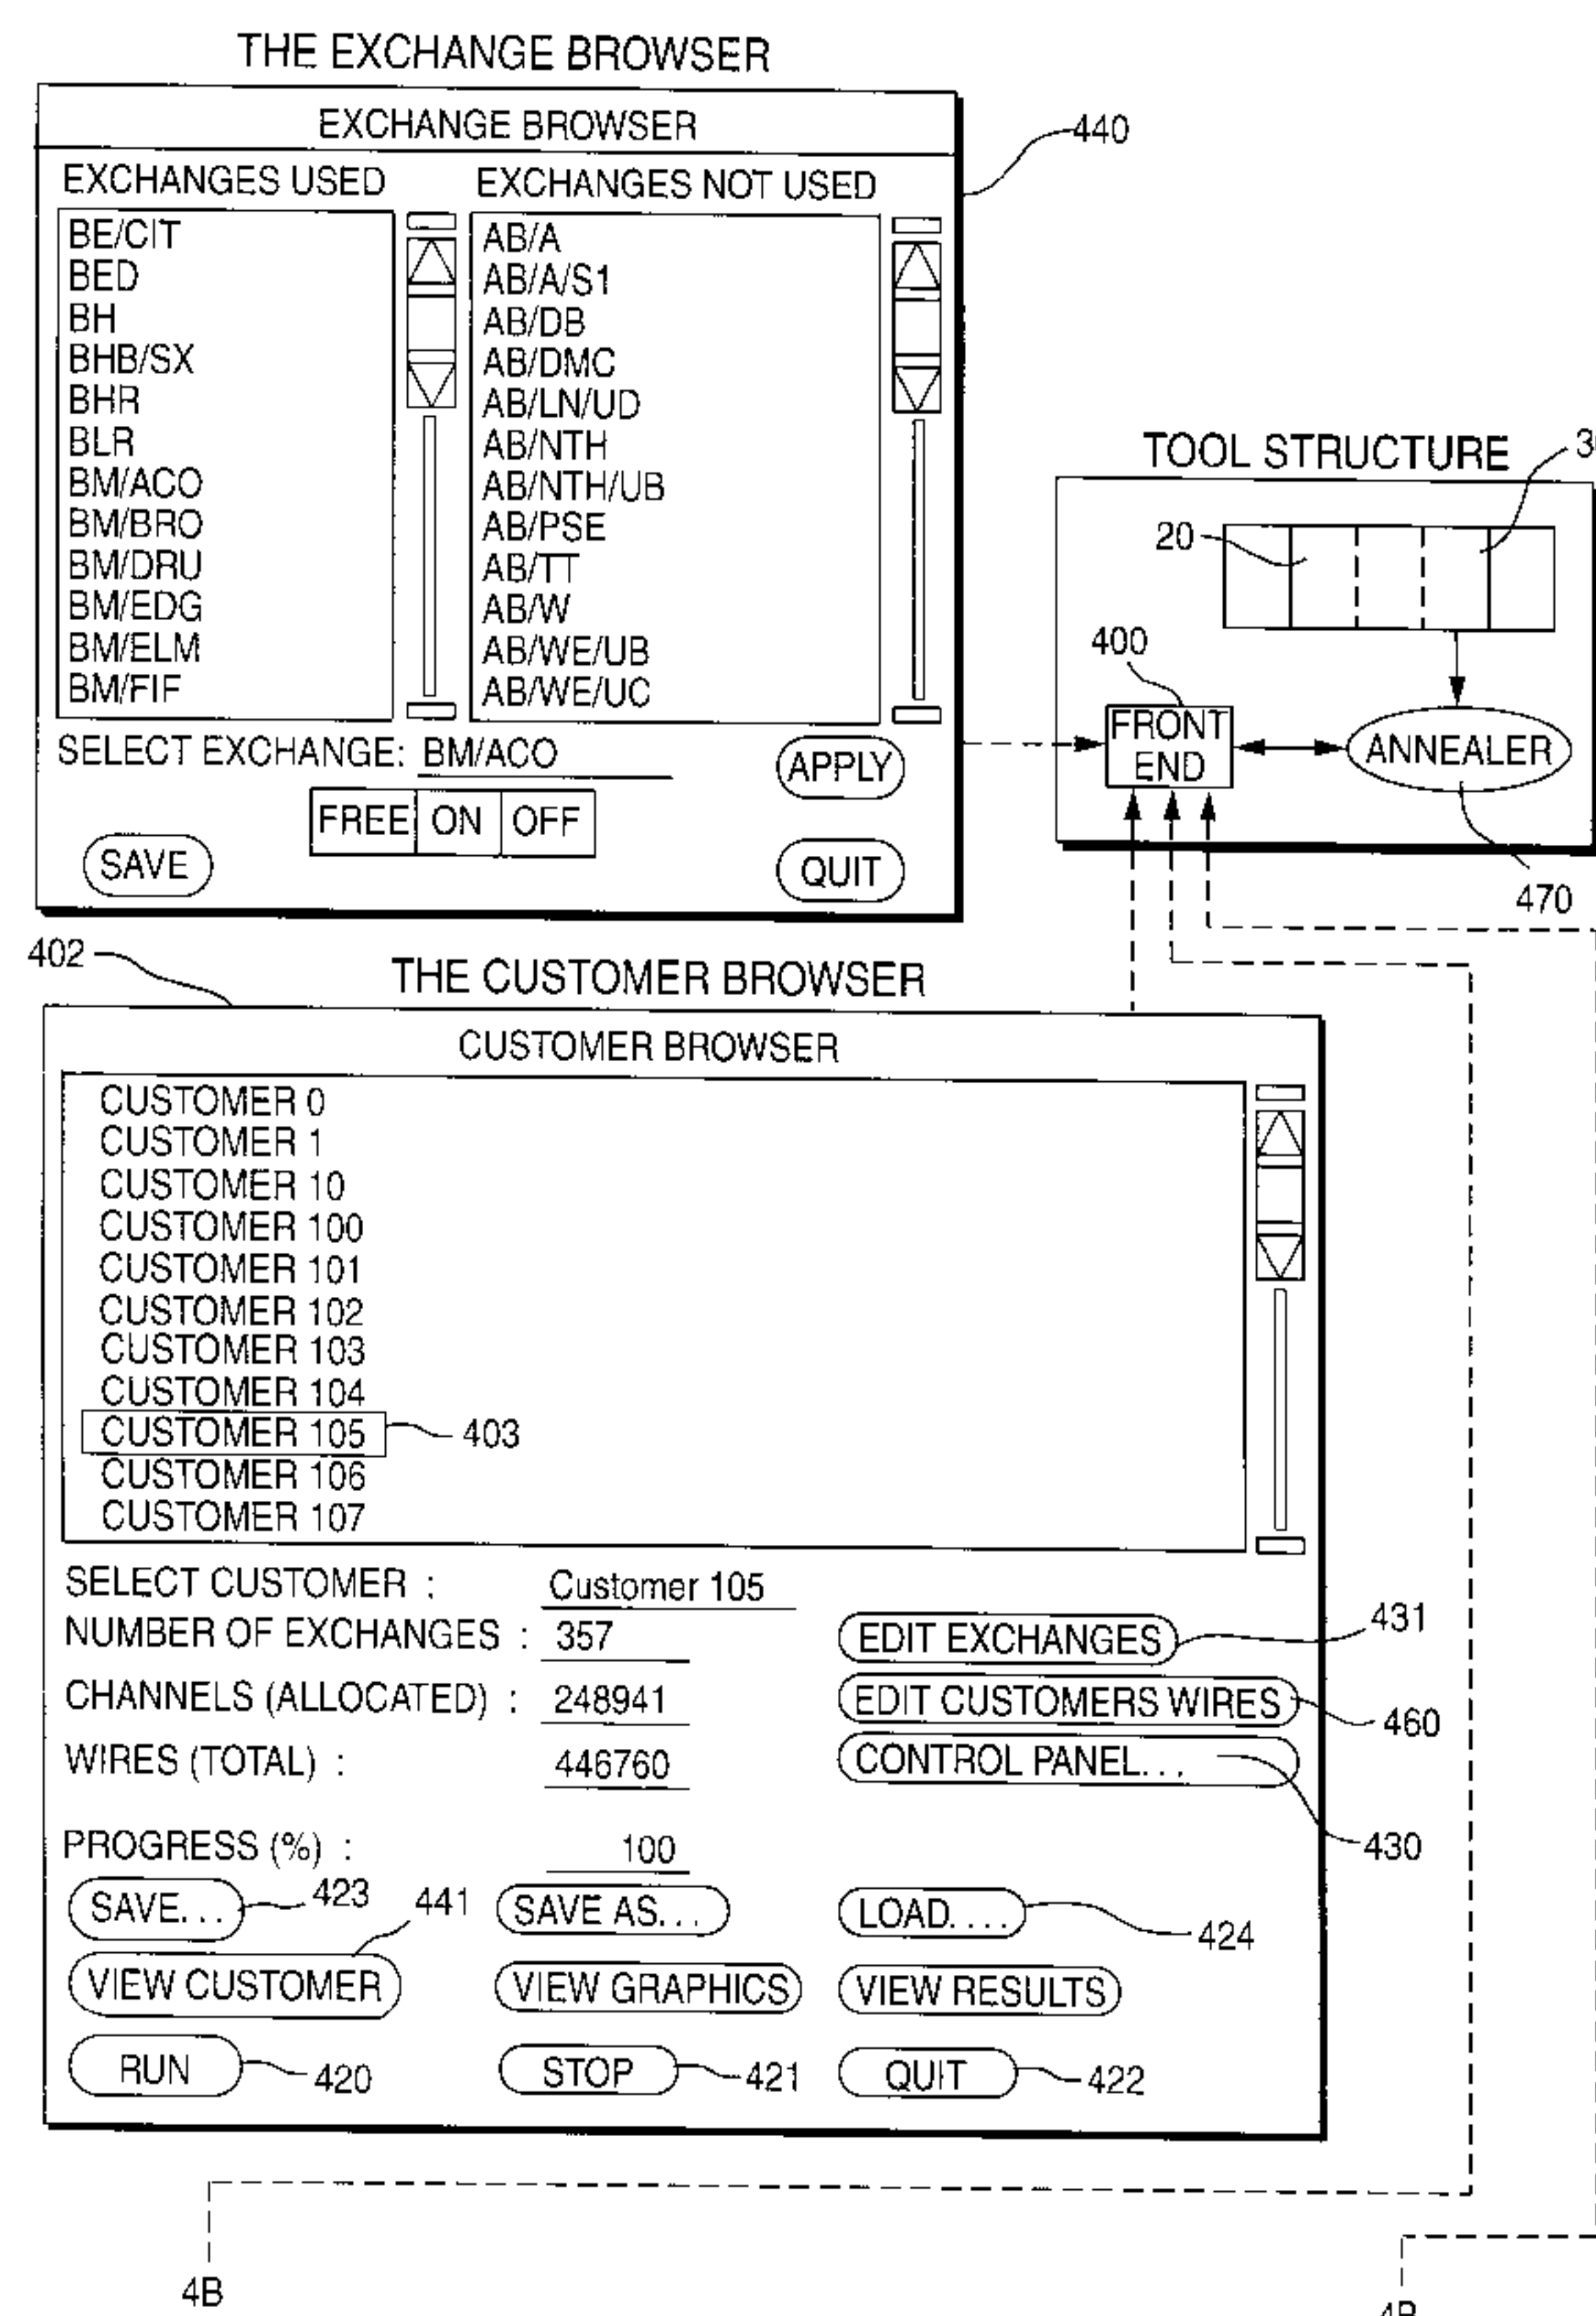 THE EXCHANGE BROWSER
EXCHANGE BROWSER
440
EXCHANGES USED
BE/CIT
BED
BH
BHB/SX
BHR
BLR
BM/ACO
BM/BRO
BM/DRU
BM/EDG
BM/ELM
BM/FIF
EXCHANGES NOT USED
AB/A
AB/A/S1
AB/DB
AB/DMC
AB/LN/UD
AB/NTH
AB/NTH/UB
AB/PSE
AB/TT
AB/W
AB/WE/UB
AB/WE/UC
SELECT EXCHANGE: BM/ACO
APPLY
FREE ON OFF
SAVE
QUIT
TOOL STRUCTURE
3
20
400
FRONT
END
ANNEALER
470
402
THE CUSTOMER BROWSER
CUSTOMER BROWSER
CUSTOMER 0
CUSTOMER 1
CUSTOMER 10
CUSTOMER 100
CUSTOMER 101
CUSTOMER 102
CUSTOMER 103
CUSTOMER 104
CUSTOMER 105
403
CUSTOMER 106
CUSTOMER 107
SELECT CUSTOMER : Customer 105
NUMBER OF EXCHANGES : 357
EDIT EXCHANGES
431
CHANNELS (ALLOCATED) : 248941
EDIT CUSTOMERS WIRES
460
WIRES (TOTAL) : 446760
CONTROL PANEL...
430
PROGRESS (%) : 100
SAVE...
423
441
SAVE AS...
LOAD....
424
VIEW CUSTOMER
VIEW GRAPHICS
VIEW RESULTS
RUN
420
STOP
421
QUIT
422
4B
4B